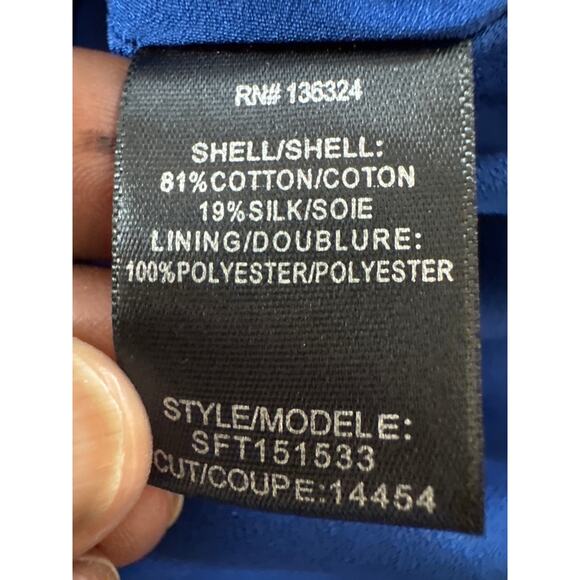 RN# 136324
SHELL/SHELL:
81%COTTON/COTON
19%SILK/SOIE
LINING/DOUBLURE:
100%POLYESTER/POLYESTER
STYLE/MODELE:
SFT151533
CUT/COUPE:14454